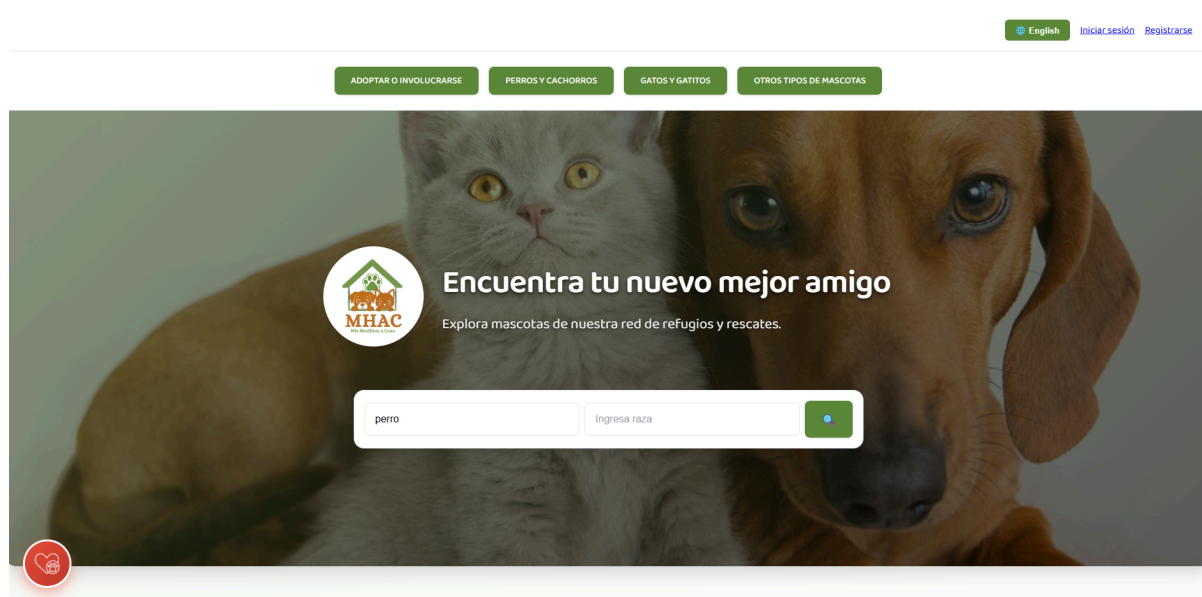 English Iniciar sesión Registrarse
ADOPTAR O INVOLUCRARSE PERROS Y CACHORROS GATOS Y GATITOS OTROS TIPOS DE MASCOTAS
MHAC
Encuentra tu nuevo mejor amigo
Explora mascotas de nuestra red de refugios y rescates.
perro Ingresa raza